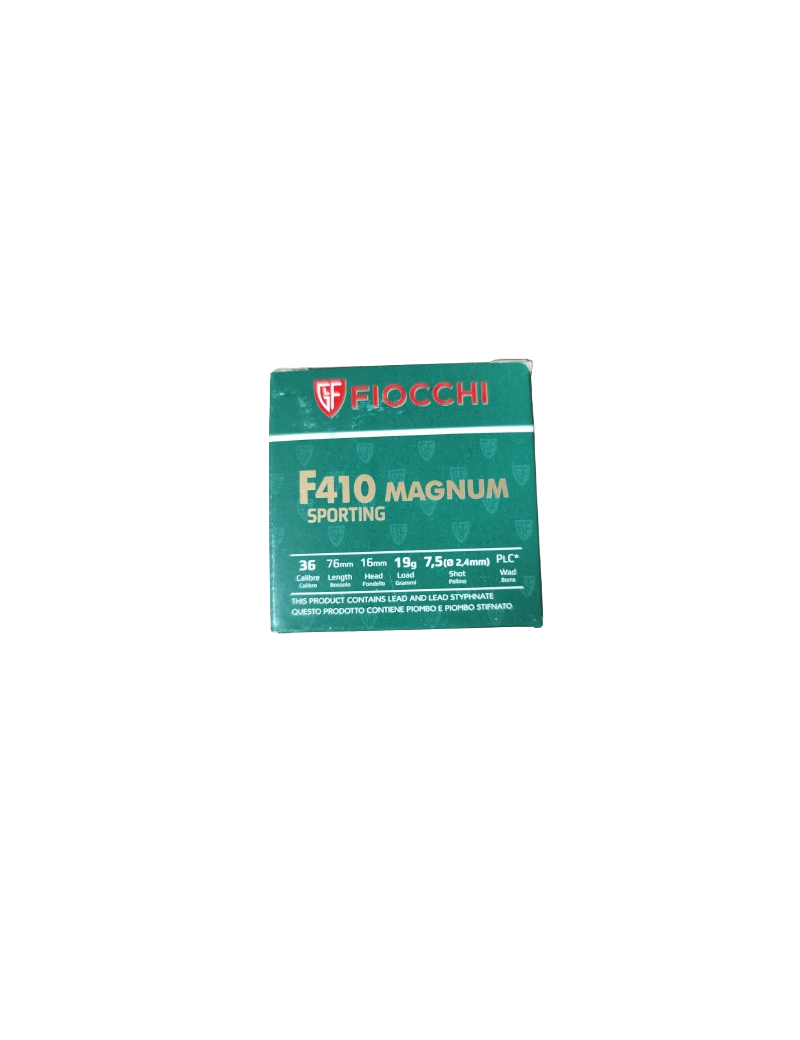 GF FIOCCHI
F410 MAGNUM
SPORTING
36 76mm 16mm 19g 7,5(Ø 2,4mm) PLC*
Calibre Length Head Load Shot Wad
Calibro Bossolo Fondello Grammi Pallino Borra
THIS PRODUCT CONTAINS LEAD AND LEAD STYPHNATE
QUESTO PRODOTTO CONTIENE PIOMBO E PIOMBO STIFNATO